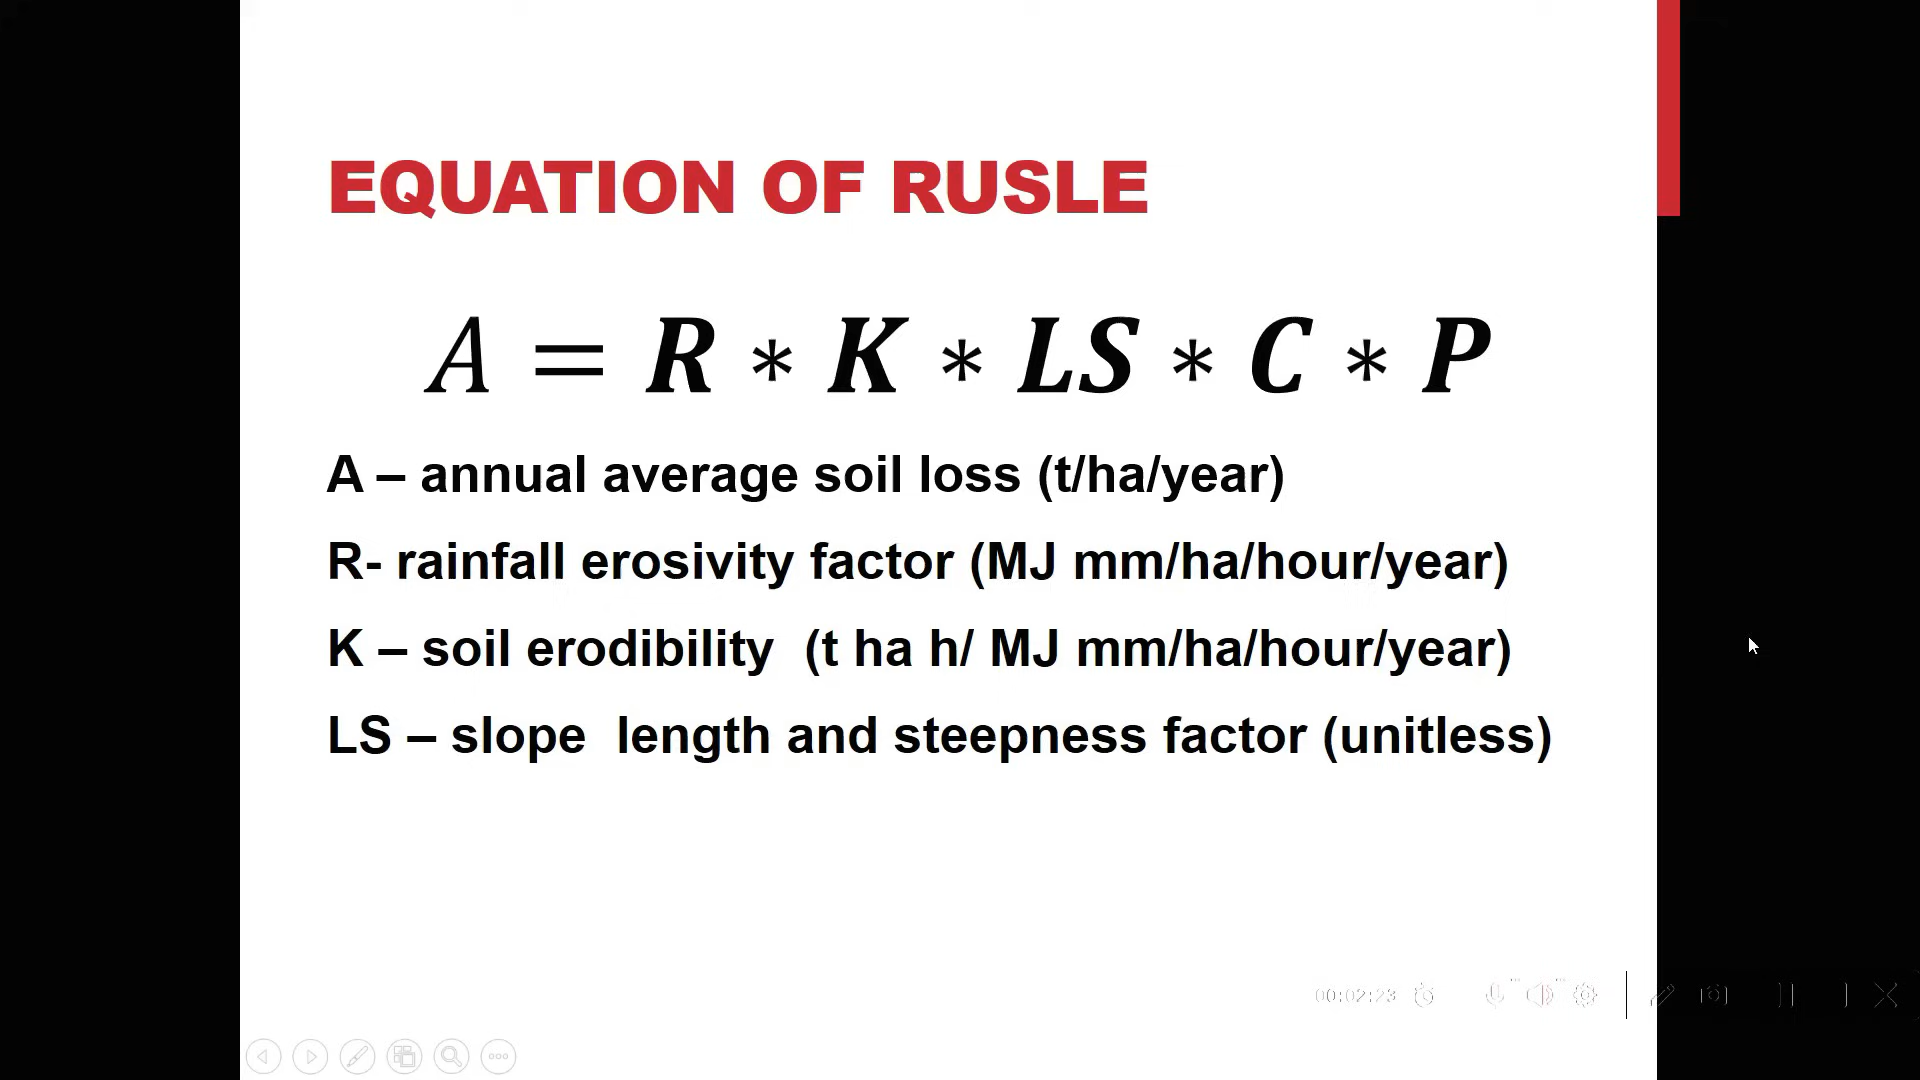 EQUATION OF RUSLE
A = R * K * LS * C * P
A – annual average soil loss (t/ha/year)
R- rainfall erosivity factor (MJ mm/ha/hour/year)
K – soil erodibility  (t ha h/ MJ mm/ha/hour/year)
LS – slope  length and steepness factor (unitless)
00:02:23